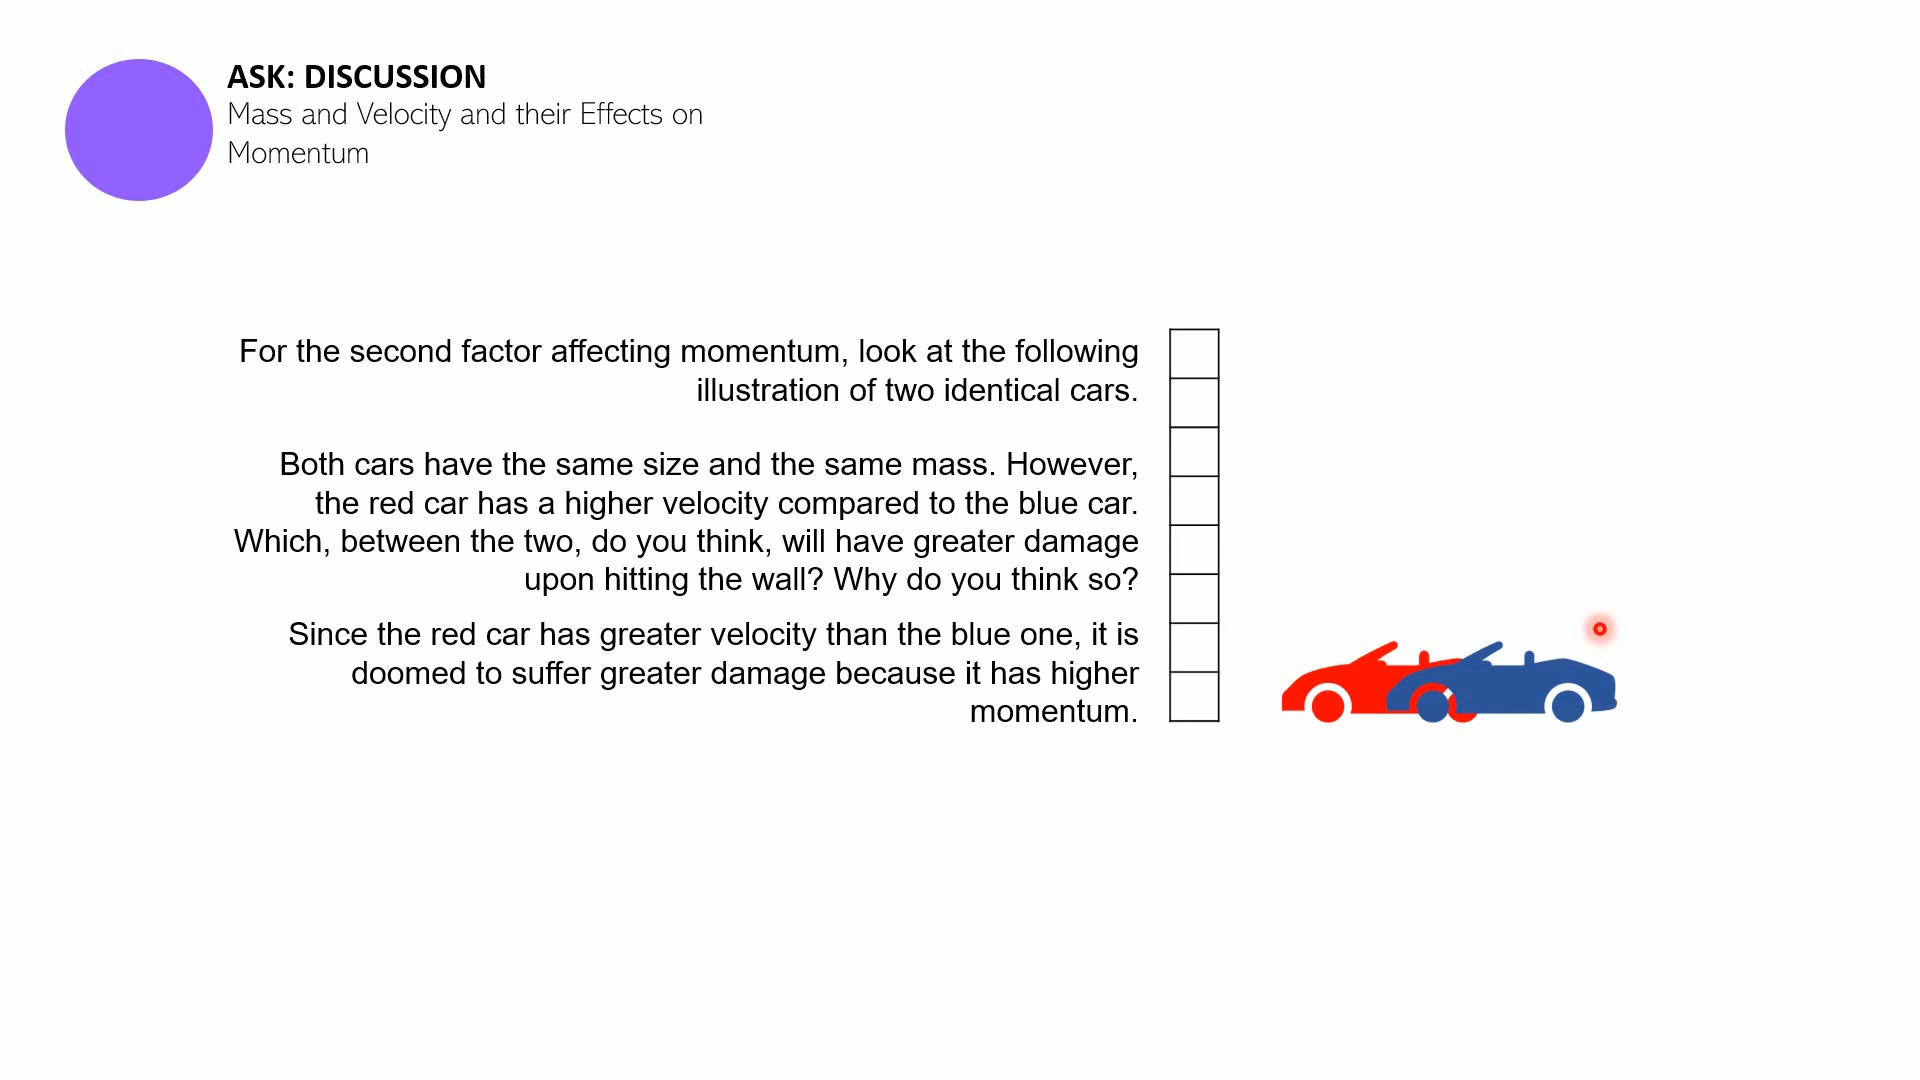 ASK: DISCUSSION
Mass and Velocity and their Effects on
Momentum
For the second factor affecting momentum, look at the following
illustration of two identical cars.
Both cars have the same size and the same mass. However,
the red car has a higher velocity compared to the blue car.
Which, between the two, do you think, will have greater damage
upon hitting the wall? Why do you think so?
Since the red car has greater velocity than the blue one, it is
doomed to suffer greater damage because it has higher
momentum.